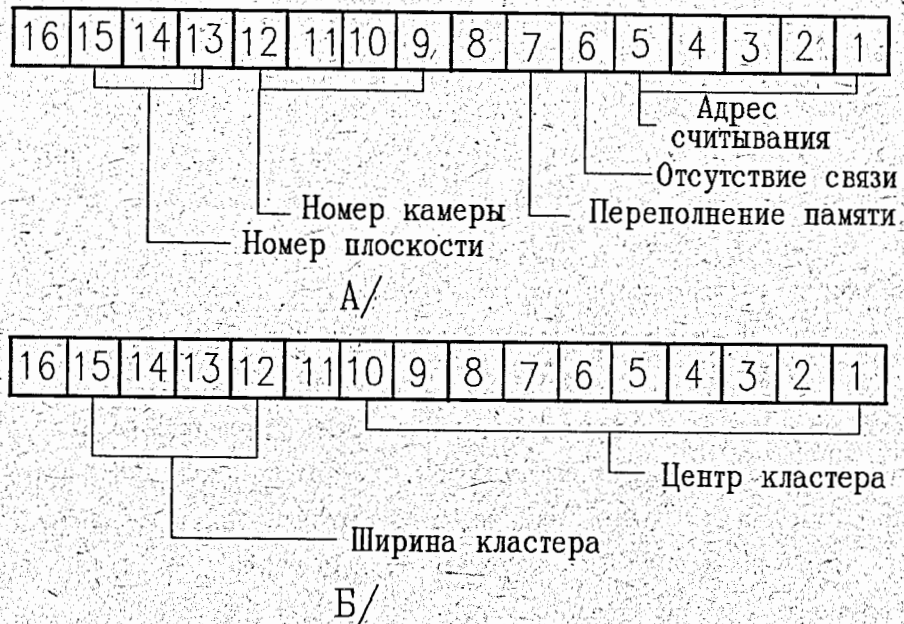 16 15 14 13 12 11 10 9 8 7 6 5 4 3 2 1
Адрес
считывания
Отсутствие связи
Номер камеры
Переполнение памяти
Номер плоскости
А/
16 15 14 13 12 11 10 9 8 7 6 5 4 3 2 1
Центр кластера
Ширина кластера
Б/